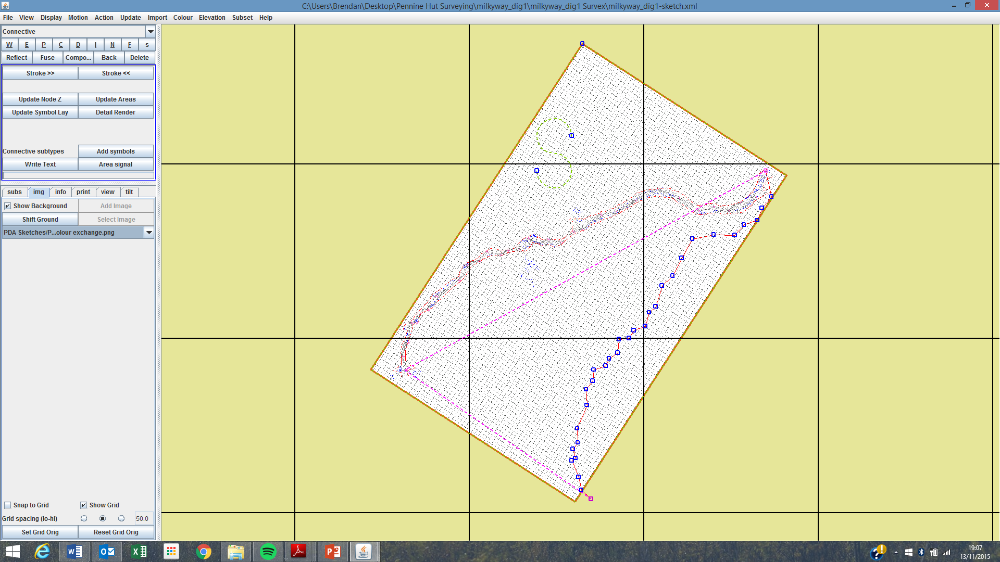 C:\Users\Brendan\Desktop\Pennine Hut Surveying\milkyway_dig1\milkyway_dig1 Survex\milkyway_dig1-sketch.xml
File View Display Motion Action Update Import Colour Elevation Subset Help
Connective
W E P C D I N F s
Reflect Fuse Compo... Back Delete
Stroke >> Stroke <<
Update Node Z Update Areas
Update Symbol Lay Detail Render
Connective subtypes Add symbols
Write Text Area signal
subs img info print view tilt
Show Background Add Image
Shift Ground Select Image
PDA Sketches/P...olour exchange.png
Snap to Grid Show Grid
Grid spacing (lo-hi) 50.0
Set Grid Orig Reset Grid Orig
19:07
13/11/2015